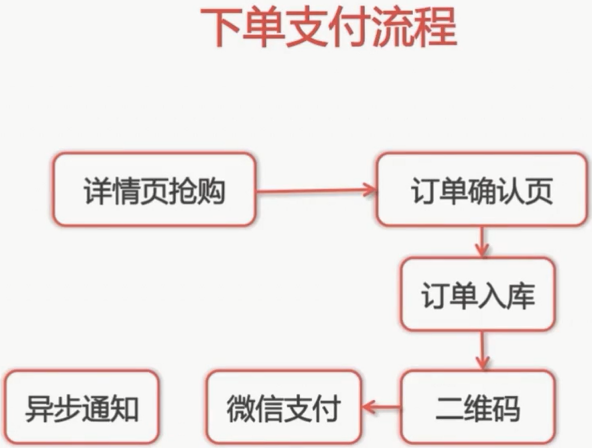 下单支付流程
详情页抢购
订单确认页
订单入库
异步通知
微信支付
二维码